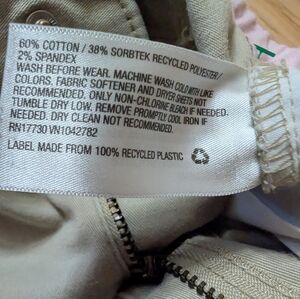 60% COTTON / 38% SORBTEK RECYCLED POLYESTER /
2% SPANDEX
WASH BEFORE WEAR. MACHINE WASH COLD WITH LIKE
COLORS. FABRIC SOFTENER AND DRYER SHEETS NOT
RECOMMENDED. ONLY NON-CHLORINE BLEACH IF NEEDED.
TUMBLE DRY LOW. REMOVE PROMPTLY. COOL IRON IF
NEEDED. DRY CLEAN NOT RECOMMENDED.
RN17730 VN1042782
LABEL MADE FROM 100% RECYCLED PLASTIC